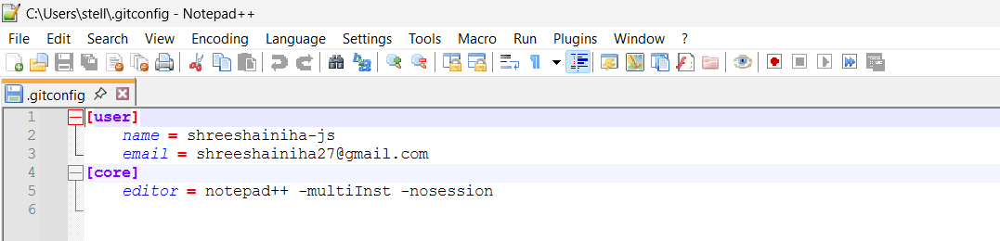 C:\Users\stell\.gitconfig - Notepad++
File Edit Search View Encoding Language Settings Tools Macro Run Plugins Window ?
.gitconfig
1 [user]
2 name = shreeshainiha-js
3 email = shreeshainiha27@gmail.com
4 [core]
5 editor = notepad++ -multiInst -nosession
6